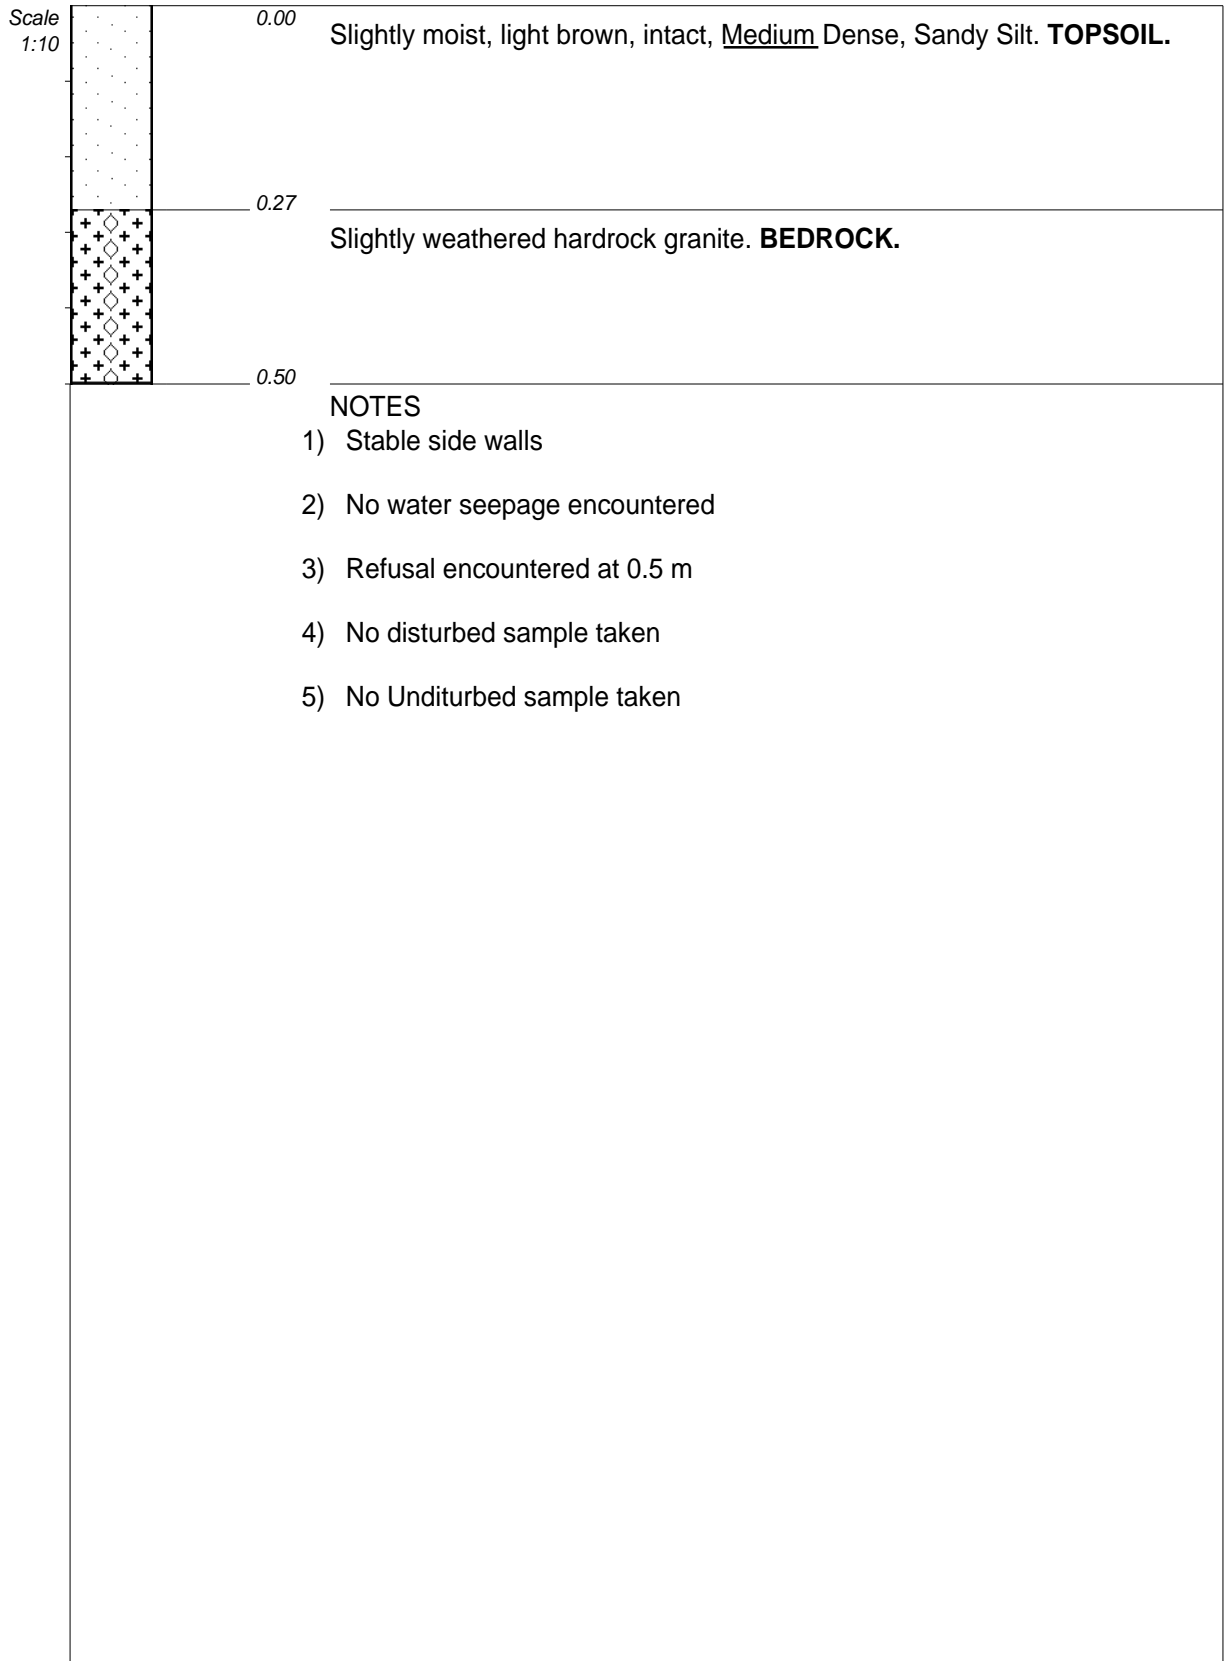 Scale
1:10
0.00
Slightly moist, light brown, intact, Medium Dense, Sandy Silt. TOPSOIL.
0.27
Slightly weathered hardrock granite. BEDROCK.
0.50
NOTES
1) Stable side walls
2) No water seepage encountered
3) Refusal encountered at 0.5 m
4) No disturbed sample taken
5) No Unditurbed sample taken